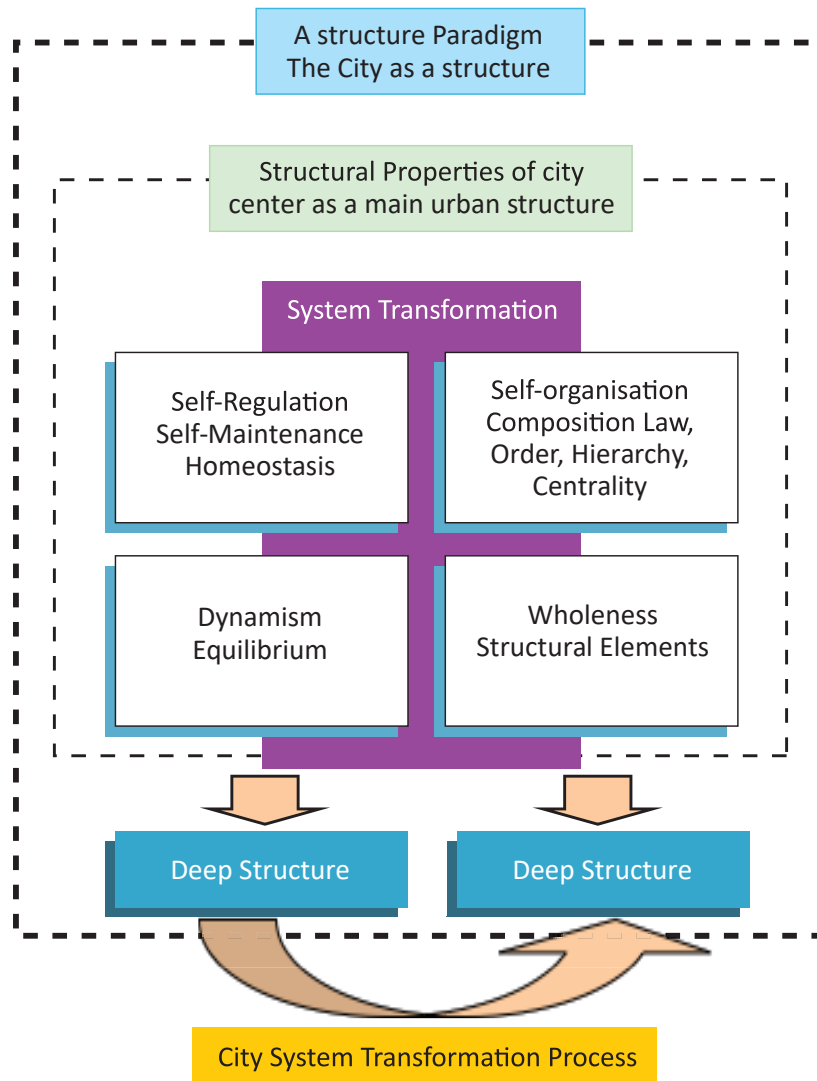 A structure Paradigm
The City as a structure
Structural Properties of city
center as a main urban structure
System Transformation
Self-Regulation
Self-Maintenance
Homeostasis
Self-organisation
Composition Law,
Order, Hierarchy,
Centrality
Dynamism
Equilibrium
Wholeness
Structural Elements
Deep Structure
Deep Structure
City System Transformation Process